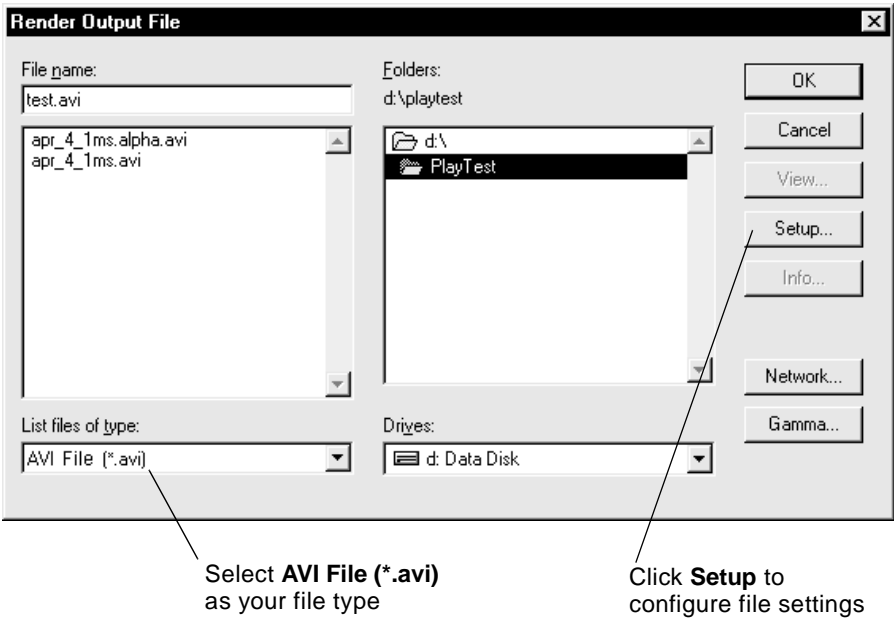 Render Output File
File name:
test.avi
apr_4_1ms.alpha.avi
apr_4_1ms.avi
List files of type:
AVI File (*.avi)
Folders:
d:\playtest
d:\
PlayTest
Drives:
d: Data Disk
OK
Cancel
View...
Setup...
Info...
Network...
Gamma...
Select AVI File (*.avi)
as your file type
Click Setup to
configure file settings